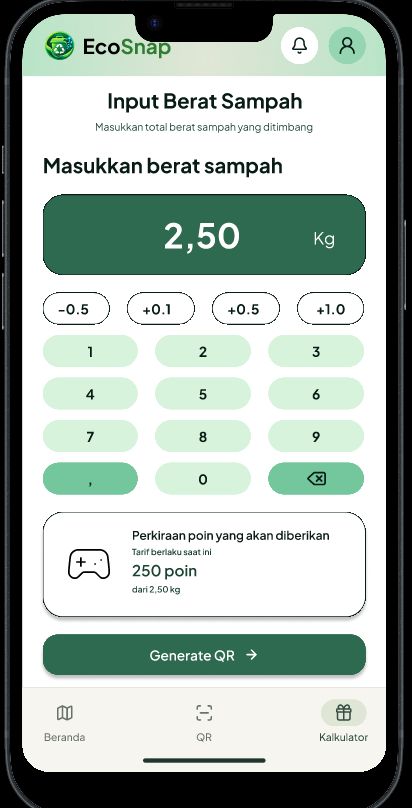 EcoSnap
Input Berat Sampah
Masukkan total berat sampah yang ditimbang
Masukkan berat sampah
2,50 Kg
-0.5 +0.1 +0.5 +1.0
1 2 3
4 5 6
7 8 9
, 0
Perkiraan poin yang akan diberikan
Tarif berlaku saat ini
250 poin
dari 2,50 kg
Generate QR →
Beranda QR Kalkulator